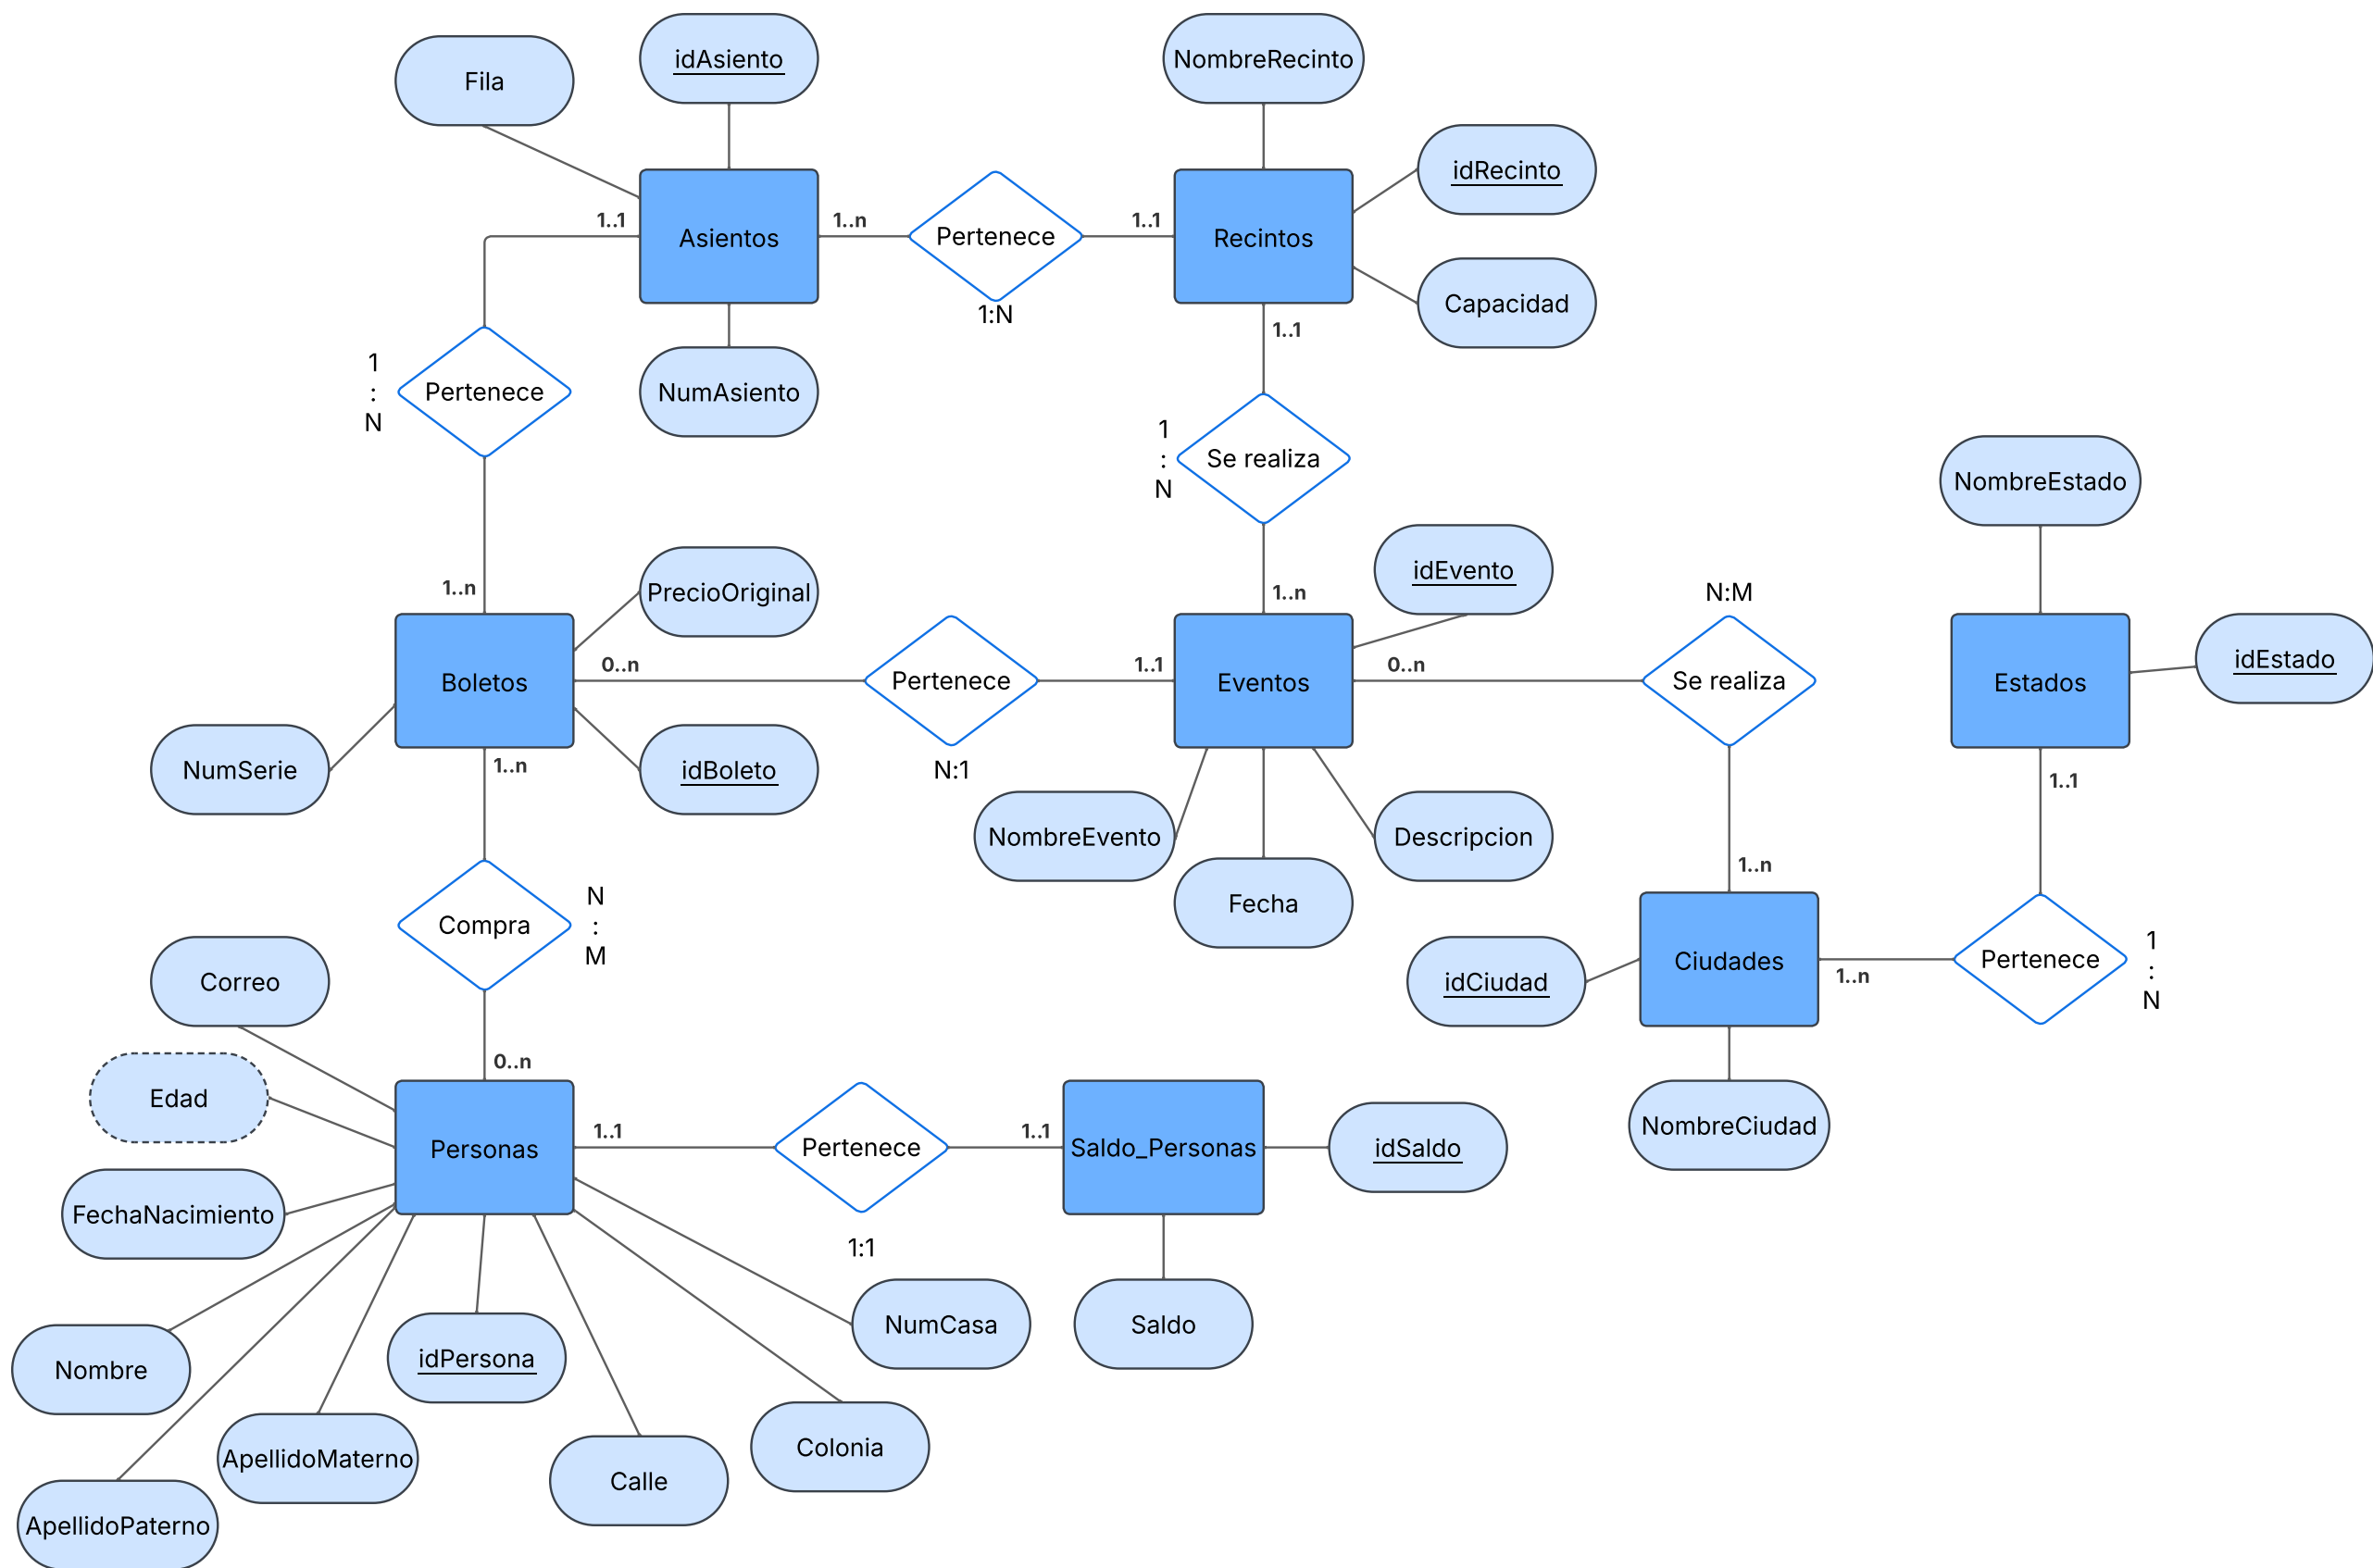 idAsiento
NombreRecinto
Fila
idRecinto
1..1
Asientos
1..n
Pertenece
1..1
Recintos
1:N
Capacidad
1..1
1
:
N
Pertenece
NumAsiento
1
:
N
Se realiza
NombreEstado
1..n
PrecioOriginal
1..n
idEvento
N:M
Boletos
0..n
Pertenece
1..1
Eventos
0..n
Se realiza
Estados
idEstado
NumSerie
1..n
idBoleto
N:1
1..1
NombreEvento
Descripcion
Fecha
1..n
Compra
N
:
M
Correo
idCiudad
Ciudades
1..n
Pertenece
1
:
N
0..n
Edad
Personas
1..1
Pertenece
1..1
Saldo_Personas
idSaldo
NombreCiudad
FechaNacimiento
1:1
NumCasa
Saldo
Nombre
idPersona
ApellidoMaterno
Colonia
Calle
ApellidoPaterno